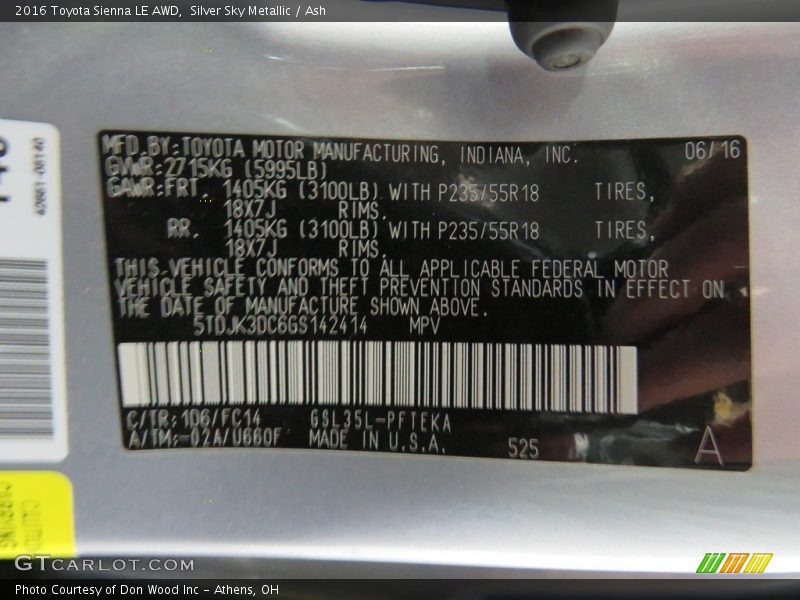 2016 Toyota Sienna LE AWD,  Silver Sky Metallic / Ash
MFD.BY:TOYOTA MOTOR MANUFACTURING, INDIANA, INC. 06/16
GVWR:2715KG (5995LB)
GAWR:FRT. 1405KG (3100LB) WITH P235/55R18 TIRES,
18X7J RIMS.
RR. 1405KG (3100LB) WITH P235/55R18 TIRES,
18X7J RIMS.
THIS VEHICLE CONFORMS TO ALL APPLICABLE FEDERAL MOTOR
VEHICLE SAFETY AND THEFT PREVENTION STANDARDS IN EFFECT ON
THE DATE OF MANUFACTURE SHOWN ABOVE.
5TDJK3DC6GS142414 MPV
C/TR:1D6/FC14 GSL35L-PFTEKA
A/TM:-02A/U660F MADE IN U.S.A. 525
A
GTCARLOT.COM
Photo Courtesy of Don Wood Inc - Athens, OH